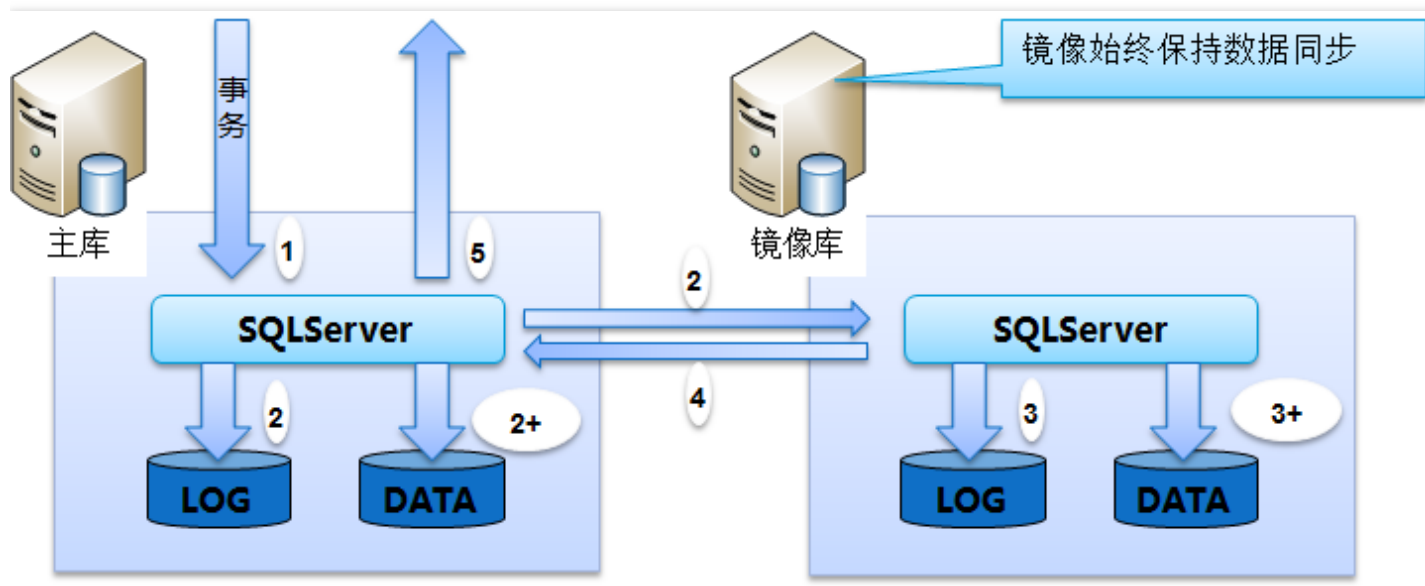 镜像始终保持数据同步
事务
主库
镜像库
1
5
2
SQLServer
SQLServer
4
2
2+
3
3+
LOG
DATA
LOG
DATA